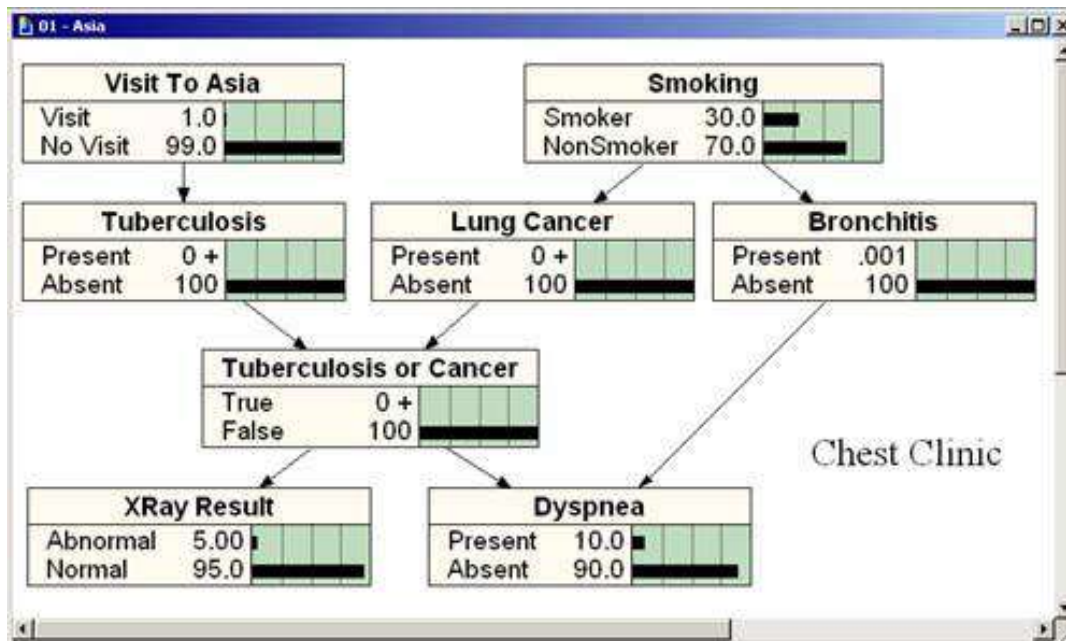 01 - Asia
Visit To Asia
Visit 1.0
No Visit 99.0
Smoking
Smoker 30.0
NonSmoker 70.0
Tuberculosis
Present 0 +
Absent 100
Lung Cancer
Present 0 +
Absent 100
Bronchitis
Present .001
Absent 100
Tuberculosis or Cancer
True 0 +
False 100
Chest Clinic
XRay Result
Abnormal 5.00
Normal 95.0
Dyspnea
Present 10.0
Absent 90.0